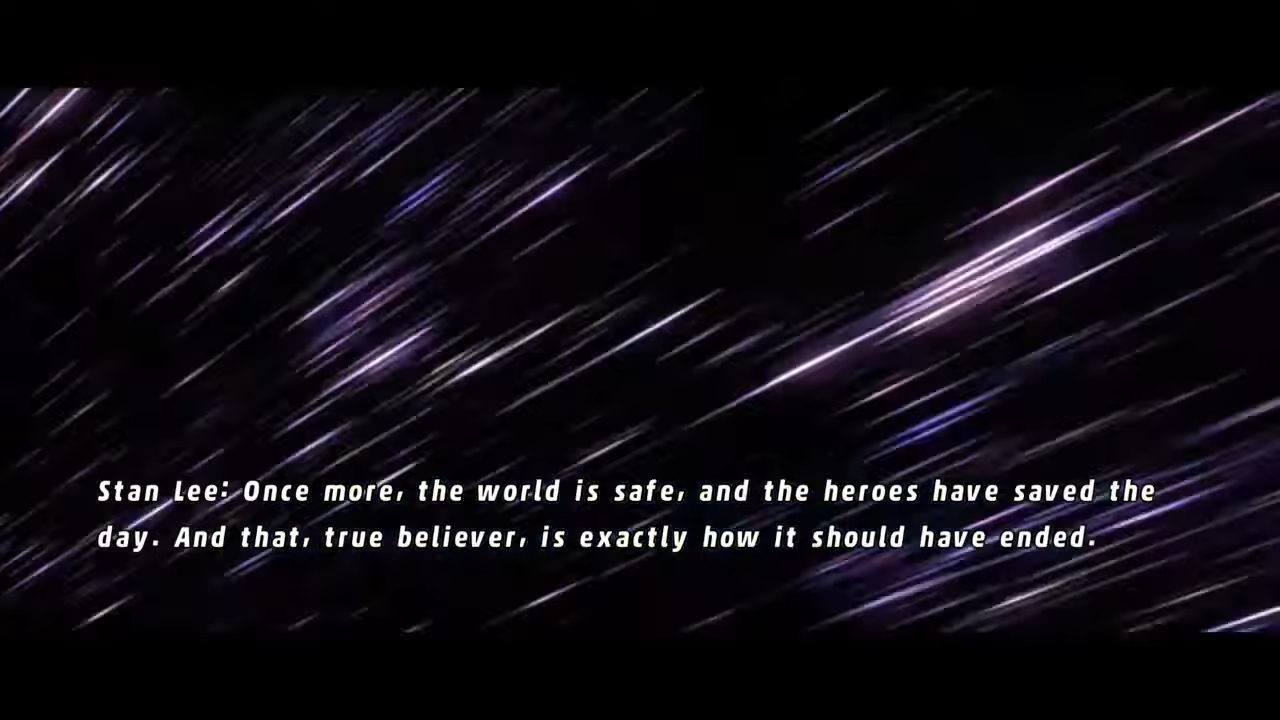 Stan Lee: Once more, the world is safe, and the heroes have saved the
day. And that, true believer, is exactly how it should have ended.